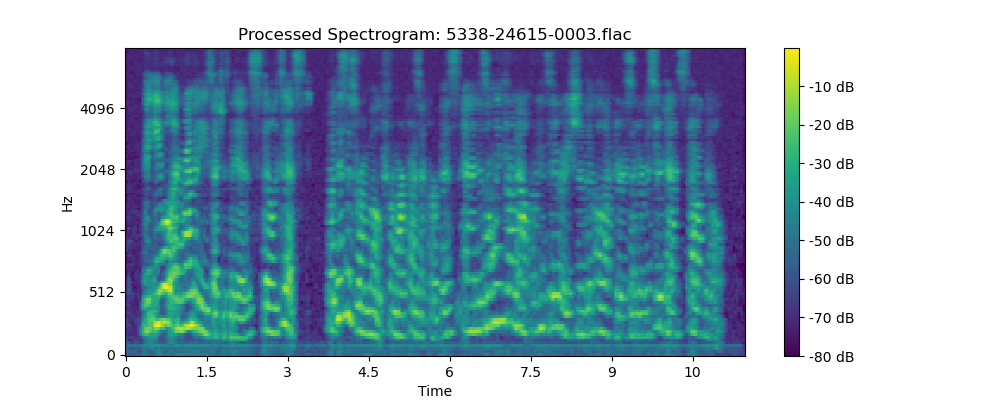 Processed Spectrogram: 5338-24615-0003.flac
Hz
4096
2048
1024
512
0
0 1.5 3 4.5 6 7.5 9 10
Time
-10 dB
-20 dB
-30 dB
-40 dB
-50 dB
-60 dB
-70 dB
-80 dB